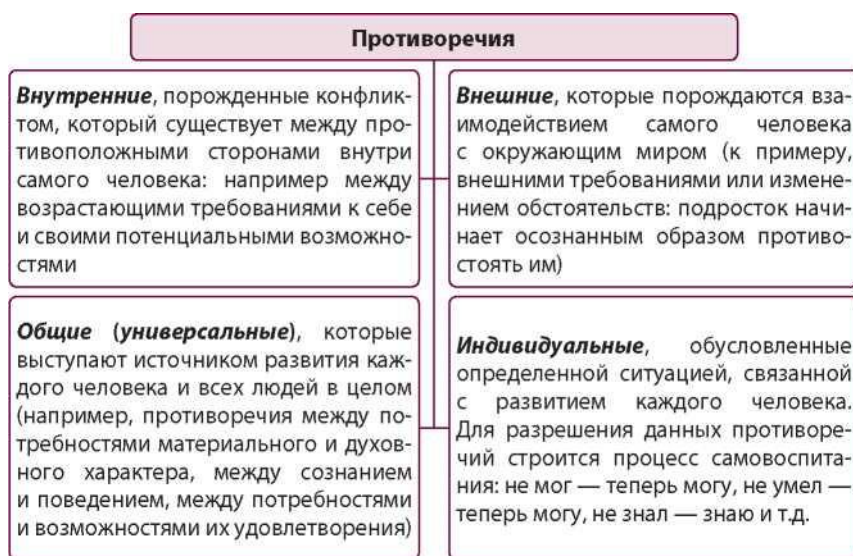 Противоречия
Внутренние, порожденные конфлик-
том, который существует между про-
тивоположными сторонами внутри
самого человека: например между
возрастающими требованиями к себе
и своими потенциальными возможно-
стями
Внешние, которые порождаются вза-
имодействием самого человека
с окружающим миром (к примеру,
внешними требованиями или измене-
нием обстоятельств: подросток начи-
нает осознанным образом противо-
стоять им)
Общие (универсальные), которые
выступают источником развития каж-
дого человека и всех людей в целом
(например, противоречия между по-
требностями материального и духов-
ного характера, между сознанием
и поведением, между потребностями
и возможностями их удовлетворения)
Индивидуальные, обусловленные
определенной ситуацией, связанной
с развитием каждого человека.
Для разрешения данных противоре-
чий строится процесс самовоспита-
ния: не мог — теперь могу, не умел —
теперь могу, не знал — знаю и т.д.